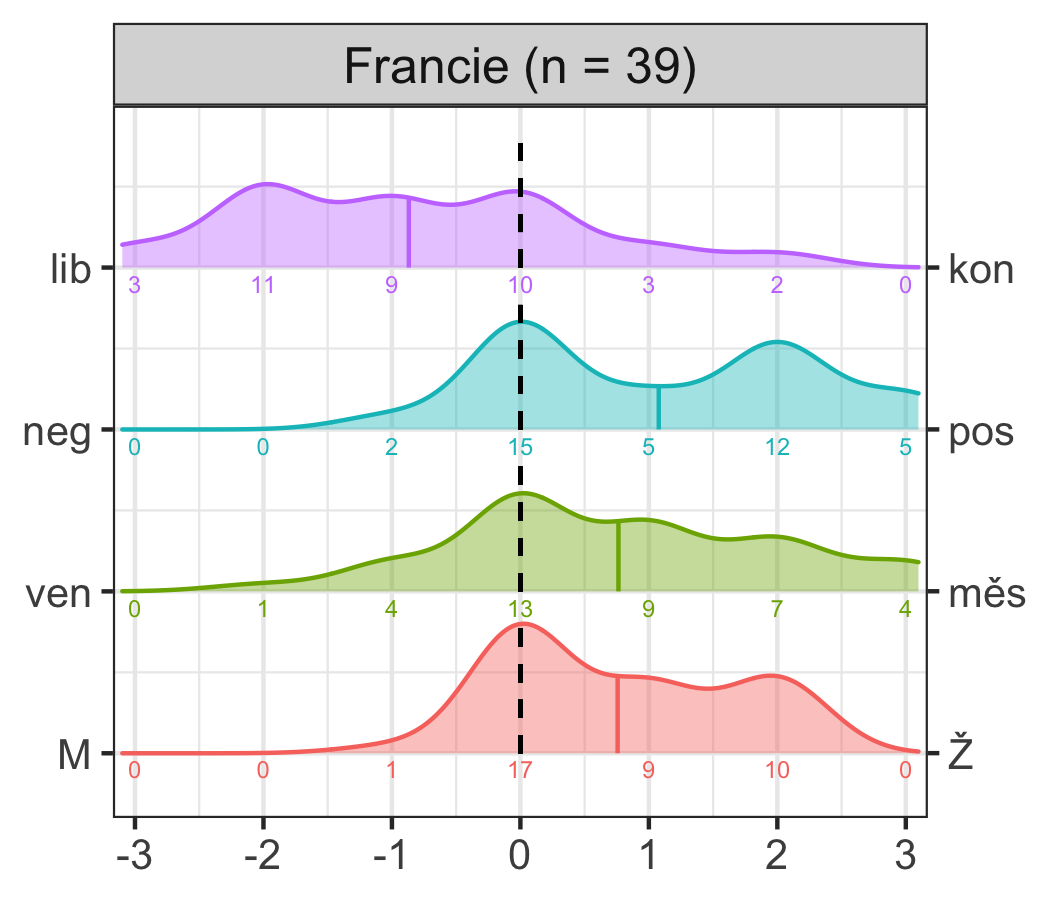 Francie (n = 39)
lib kon
3 11 9 10 3 2 0
neg pos
0 0 2 15 5 12 5
ven měs
0 1 4 13 9 7 4
M Ž
0 0 1 17 9 10 0
-3 -2 -1 0 1 2 3